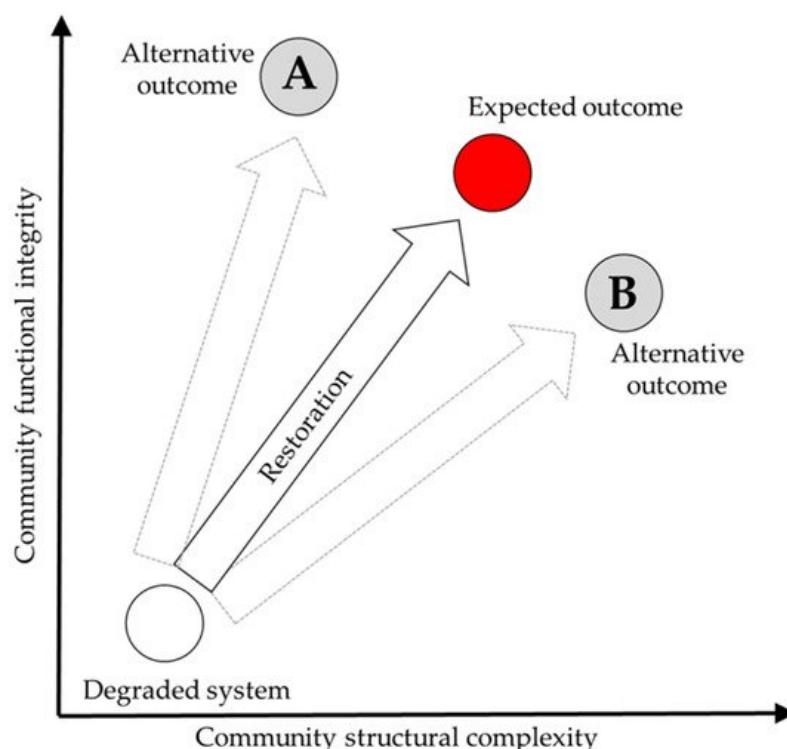 Alternative
outcome
A
Expected outcome
Community functional integrity
B
Alternative
outcome
Restoration
Degraded system
Community structural complexity